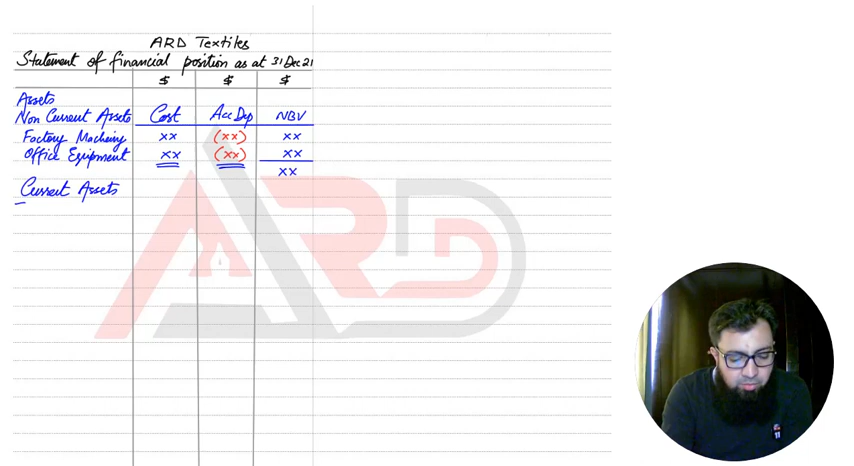 ARD Textiles
Statement of financial position as at 31 Dec 21
$ $ $
Assets
Non Current Assets Cost Acc Dep NBV
Factory Machinery xx (xx) xx
Office Equipment xx (xx) xx
xx
Current Assets
ARD